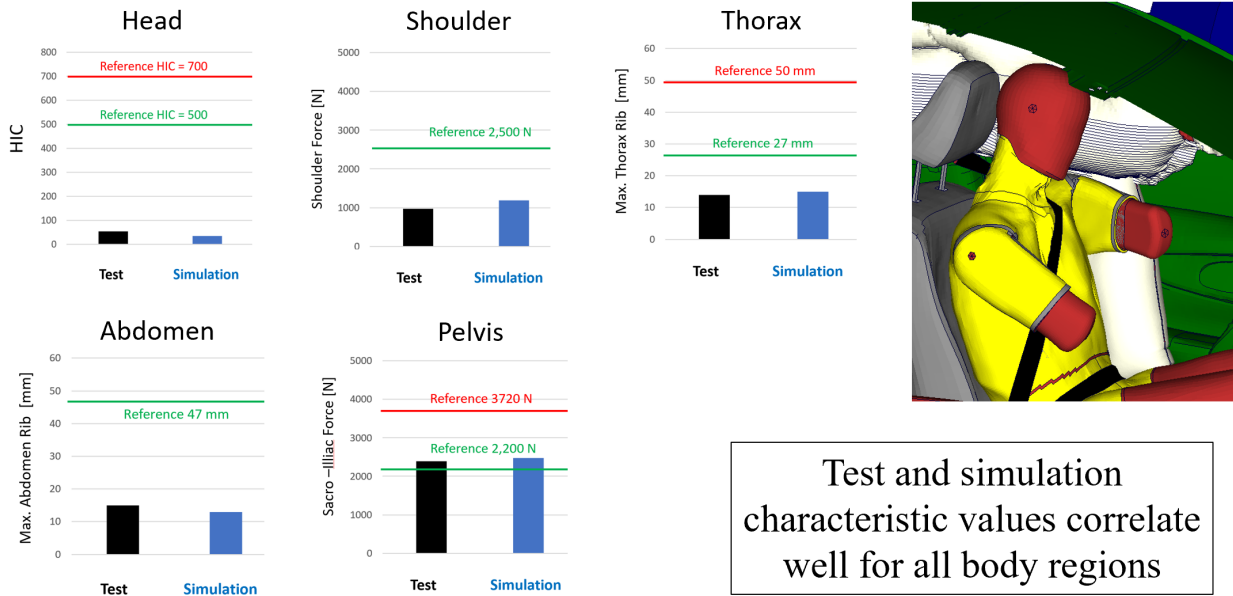 Head
HIC
800
700
600
500
400
300
200
100
0
Reference HIC = 700
Reference HIC = 500
Test Simulation
Shoulder
Shoulder Force [N]
5000
4000
3000
2000
1000
0
Reference 2,500 N
Test Simulation
Thorax
Max. Thorax Rib [mm]
60
50
40
30
20
10
0
Reference 50 mm
Reference 27 mm
Test Simulation
Abdomen
Max. Abdomen Rib [mm]
60
50
40
30
20
10
0
Reference 47 mm
Test Simulation
Pelvis
Sacro –Illiac Force [N]
5000
4000
3000
2000
1000
0
Reference 3720 N
Reference 2,200 N
Test Simulation
Test and simulation
characteristic values correlate
well for all body regions